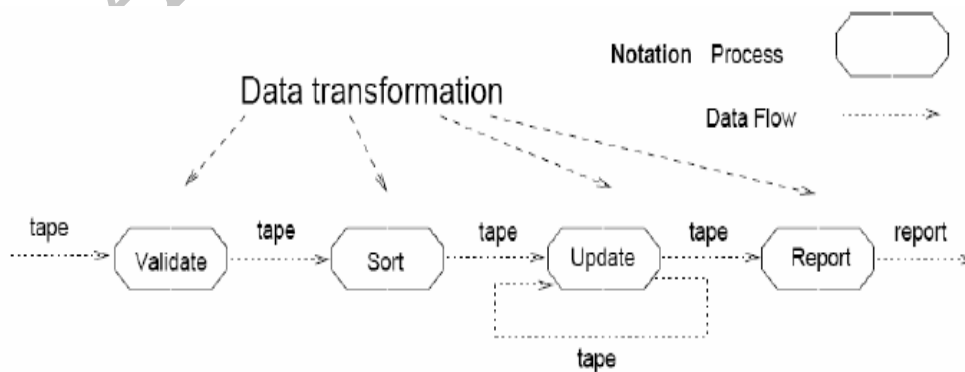 Notation Process
Data transformation
Data Flow
tape
tape
tape
tape
report
Validate
Sort
Update
Report
tape